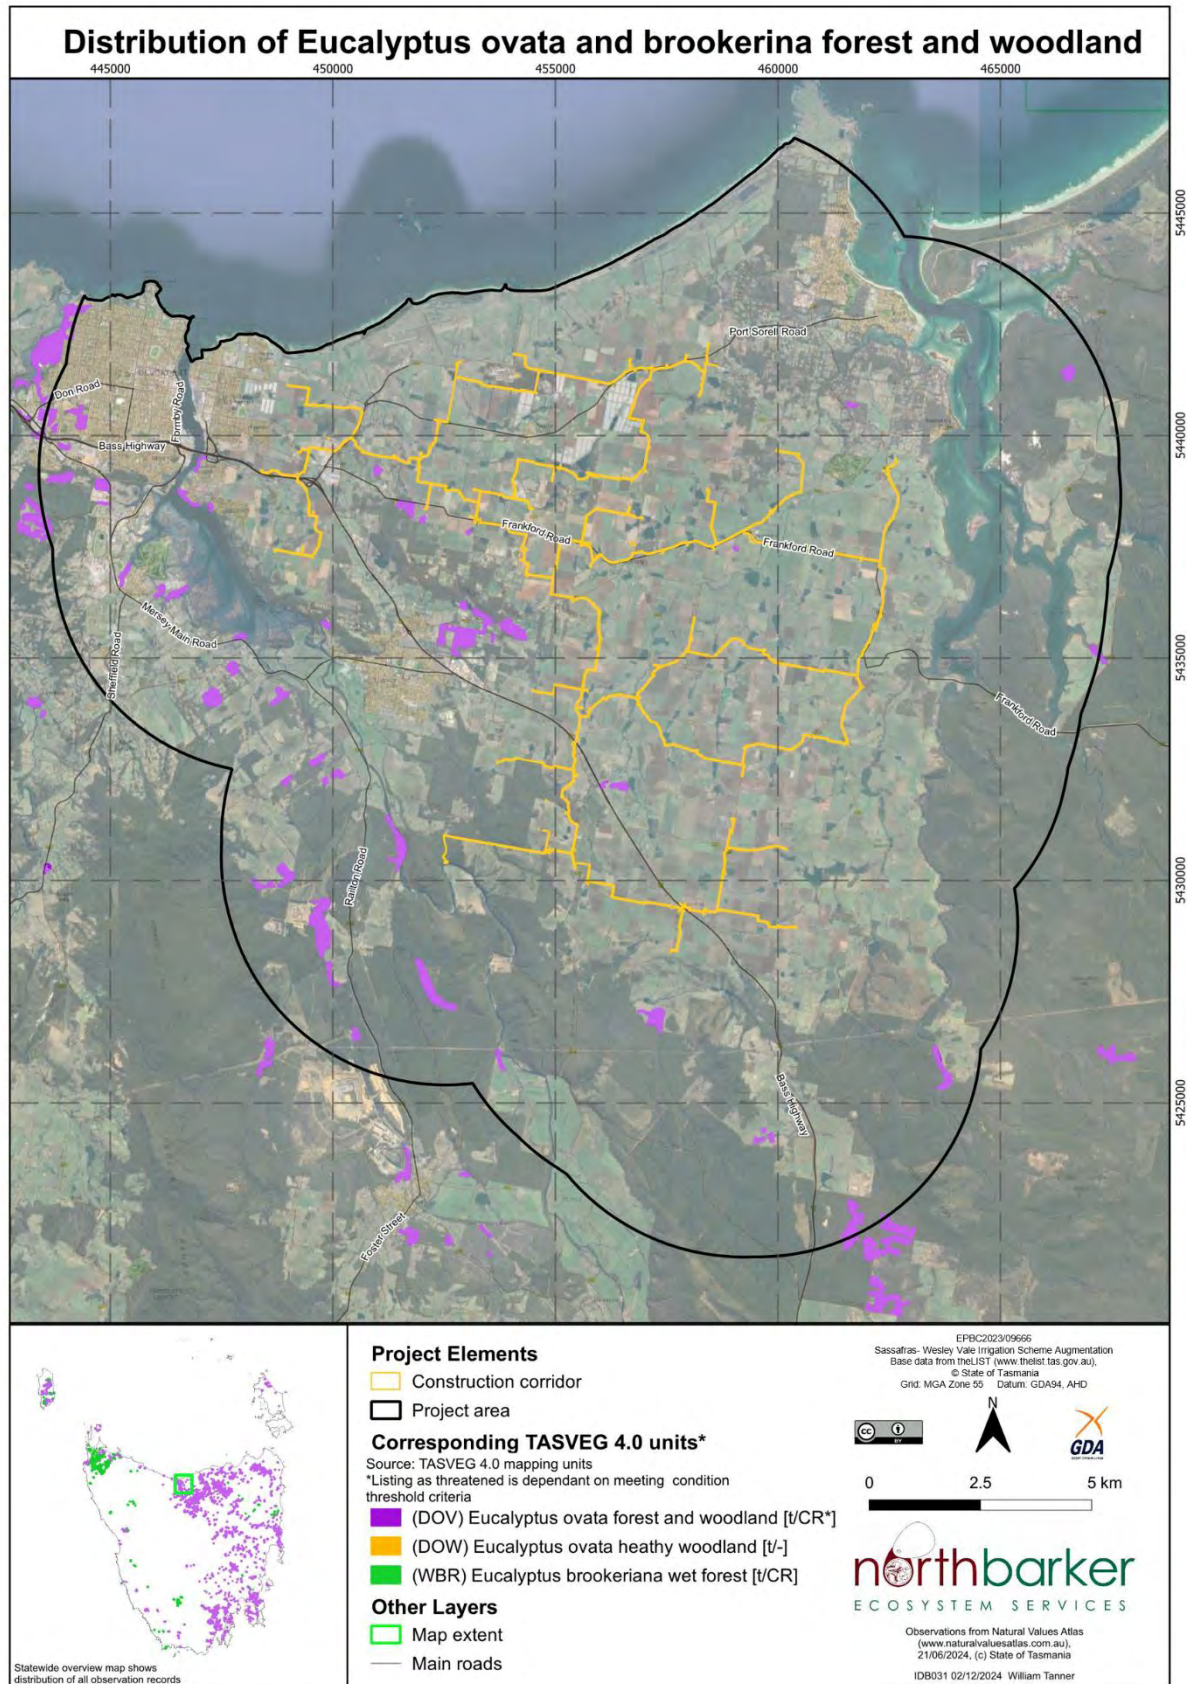 Distribution of Eucalyptus ovata and brookerina forest and woodland
445000
450000
455000
460000
465000
5445000
5440000
5435000
5430000
5425000
Port Sorell Road
Don Road
Formby Road
Bass Highway
Frankford Road
Frankford Road
Mersey Main Road
Sheffield Road
Frankford Road
Railton Road
Bass Highway
Foster Street
Statewide overview map shows
distribution of all observation records
Project Elements
Construction corridor
Project area
Corresponding TASVEG 4.0 units*
Source: TASVEG 4.0 mapping units
*Listing as threatened is dependant on meeting condition
threshold criteria
(DOV) Eucalyptus ovata forest and woodland [t/CR*]
(DOW) Eucalyptus ovata heathy woodland [t/-]
(WBR) Eucalyptus brookeriana wet forest [t/CR]
Other Layers
Map extent
Main roads
EPBC2023/09666
Sassafras- Wesley Vale Irrigation Scheme Augmentation
Base data from theLIST (www.thelist.tas.gov.au),
© State of Tasmania
Grid: MGA Zone 55 Datum: GDA94, AHD
cc BY
N
GDA
0 2.5 5 km
northbarker
ECOSYSTEM SERVICES
Observations from Natural Values Atlas
(www.naturalvaluesatlas.com.au),
21/06/2024, (c) State of Tasmania
IDB031 02/12/2024 William Tanner